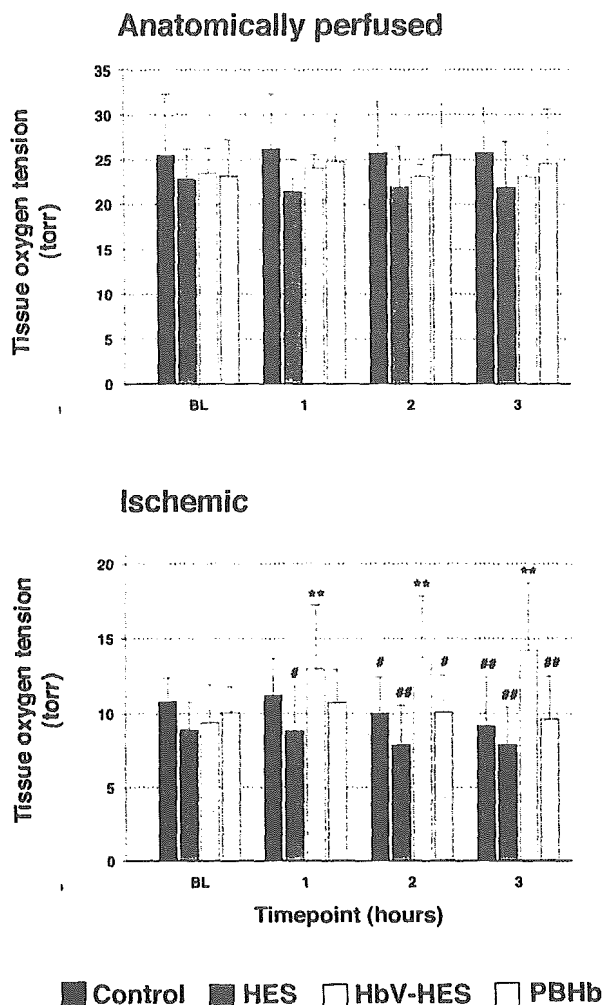 Anatomically perfused
Tissue oxygen tension
(torr)
35
30
25
20
15
10
5
0
BL 1 2 3
Ischemic
Tissue oxygen tension
(torr)
20
15
10
5
0
** ** **
# # ## # ## ## ##
BL 1 2 3
Timepoint (hours)
Control HES HbV-HES PBHb